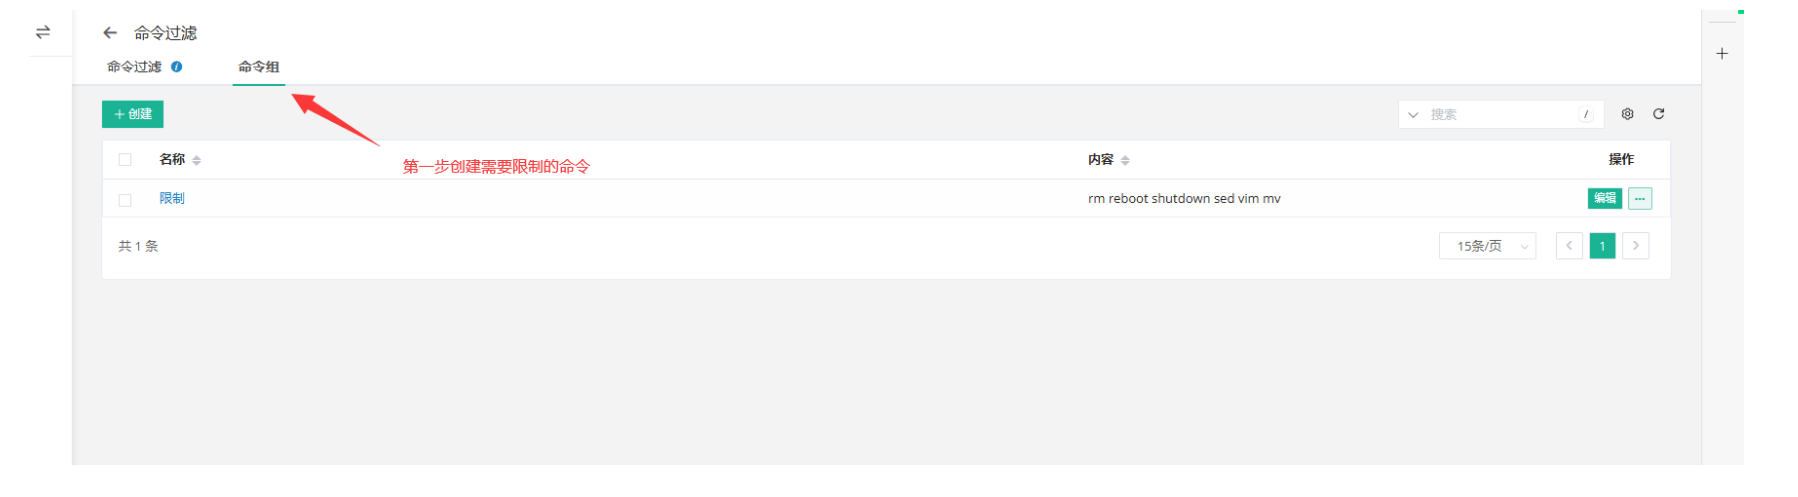 命令过滤
命令过滤 i 命令组
+ 创建 搜索 /
名称 内容 操作
第一步创建需要限制的命令
限制 rm reboot shutdown sed vim mv 编辑 ...
共 1 条 15条/页 < 1 >